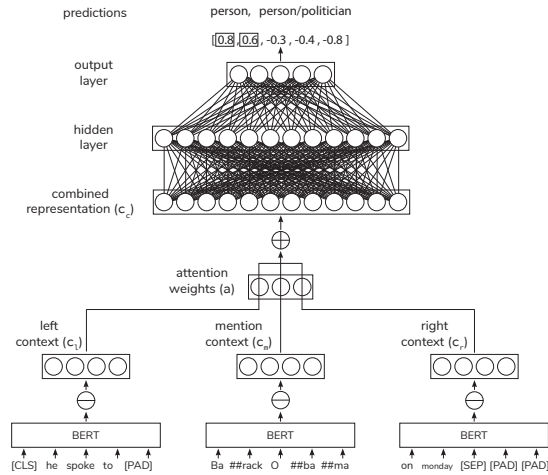 predictions
person, person/politician
[0.8 ,0.6, -0.3, -0.4, -0.8 ]
output
layer
hidden
layer
combined
representation (c_c)
attention
weights (a)
left
context (c_l)
mention
context (c_m)
right
context (c_r)
BERT
BERT
BERT
[CLS] he spoke to [PAD]
Ba ##rack O ##ba ##ma
on monday [SEP] [PAD] [PAD]